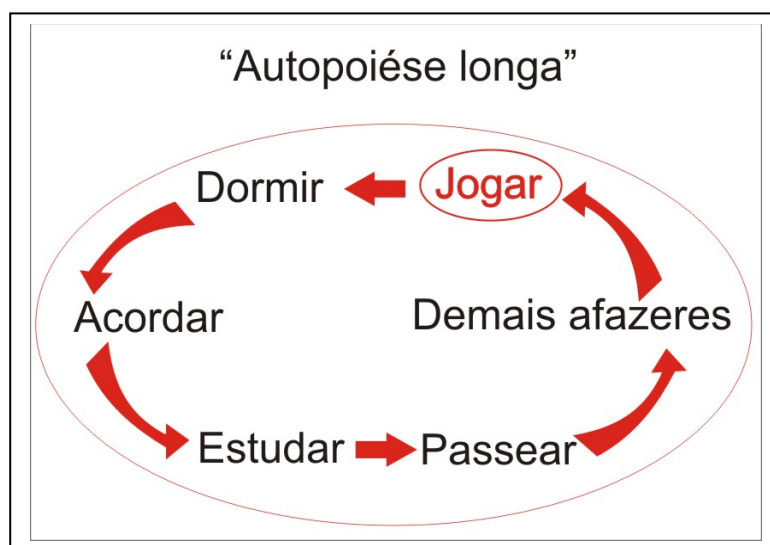 “Autopoiése longa”
Dormir
Jogar
Acordar
Demais afazeres
Estudar
Passear